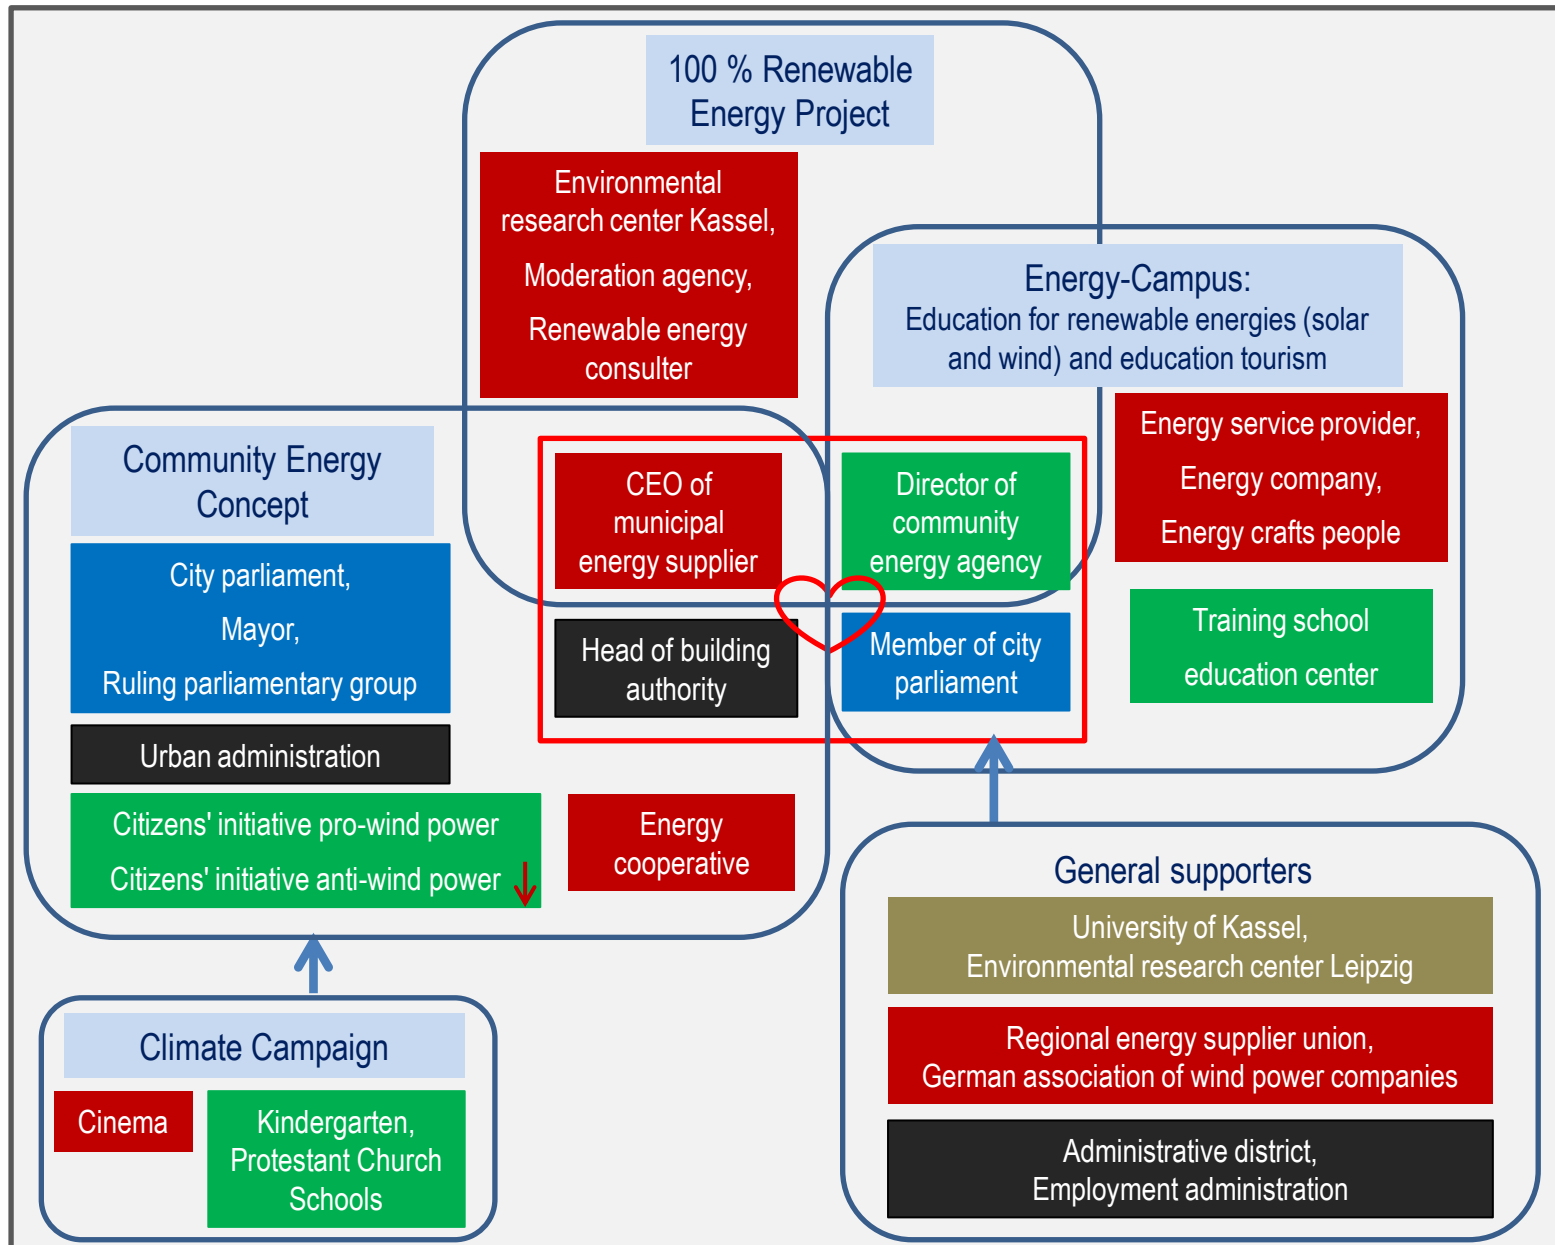 100 % Renewable
Energy Project
Environmental
research center Kassel,
Moderation agency,
Renewable energy
consulter
Energy-Campus:
Education for renewable energies (solar
and wind) and education tourism
Energy service provider,
Energy company,
Energy crafts people
Training school
education center
Community Energy
Concept
City parliament,
Mayor,
Ruling parliamentary group
Urban administration
Citizens' initiative pro-wind power
Citizens' initiative anti-wind power
Energy
cooperative
CEO of
municipal
energy supplier
Director of
community
energy agency
Head of building
authority
Member of city
parliament
Climate Campaign
Cinema
Kindergarten,
Protestant Church
Schools
General supporters
University of Kassel,
Environmental research center Leipzig
Regional energy supplier union,
German association of wind power companies
Administrative district,
Employment administration